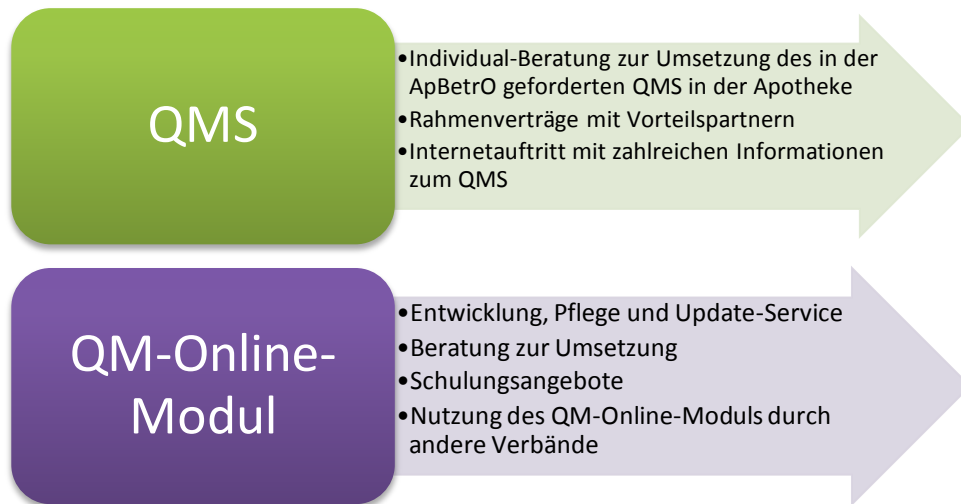 QMS
•Individual-Beratung zur Umsetzung des in der
ApBetrO geforderten QMS in der Apotheke
•Rahmenverträge mit Vorteilspartnern
•Internetauftritt mit zahlreichen Informationen
zum QMS
QM-Online-
Modul
•Entwicklung, Pflege und Update-Service
•Beratung zur Umsetzung
•Schulungsangebote
•Nutzung des QM-Online-Moduls durch
andere Verbände